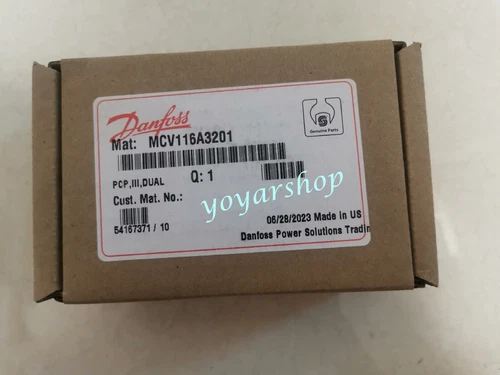 Danfoss
Genuine Parts
Mat: MCV116A3201
PCP,III,DUAL Q: 1
Cust. Mat. No.:
yoyarshop
54167371 / 10
06/28/2023 Made in US
Danfoss Power Solutions Tradin